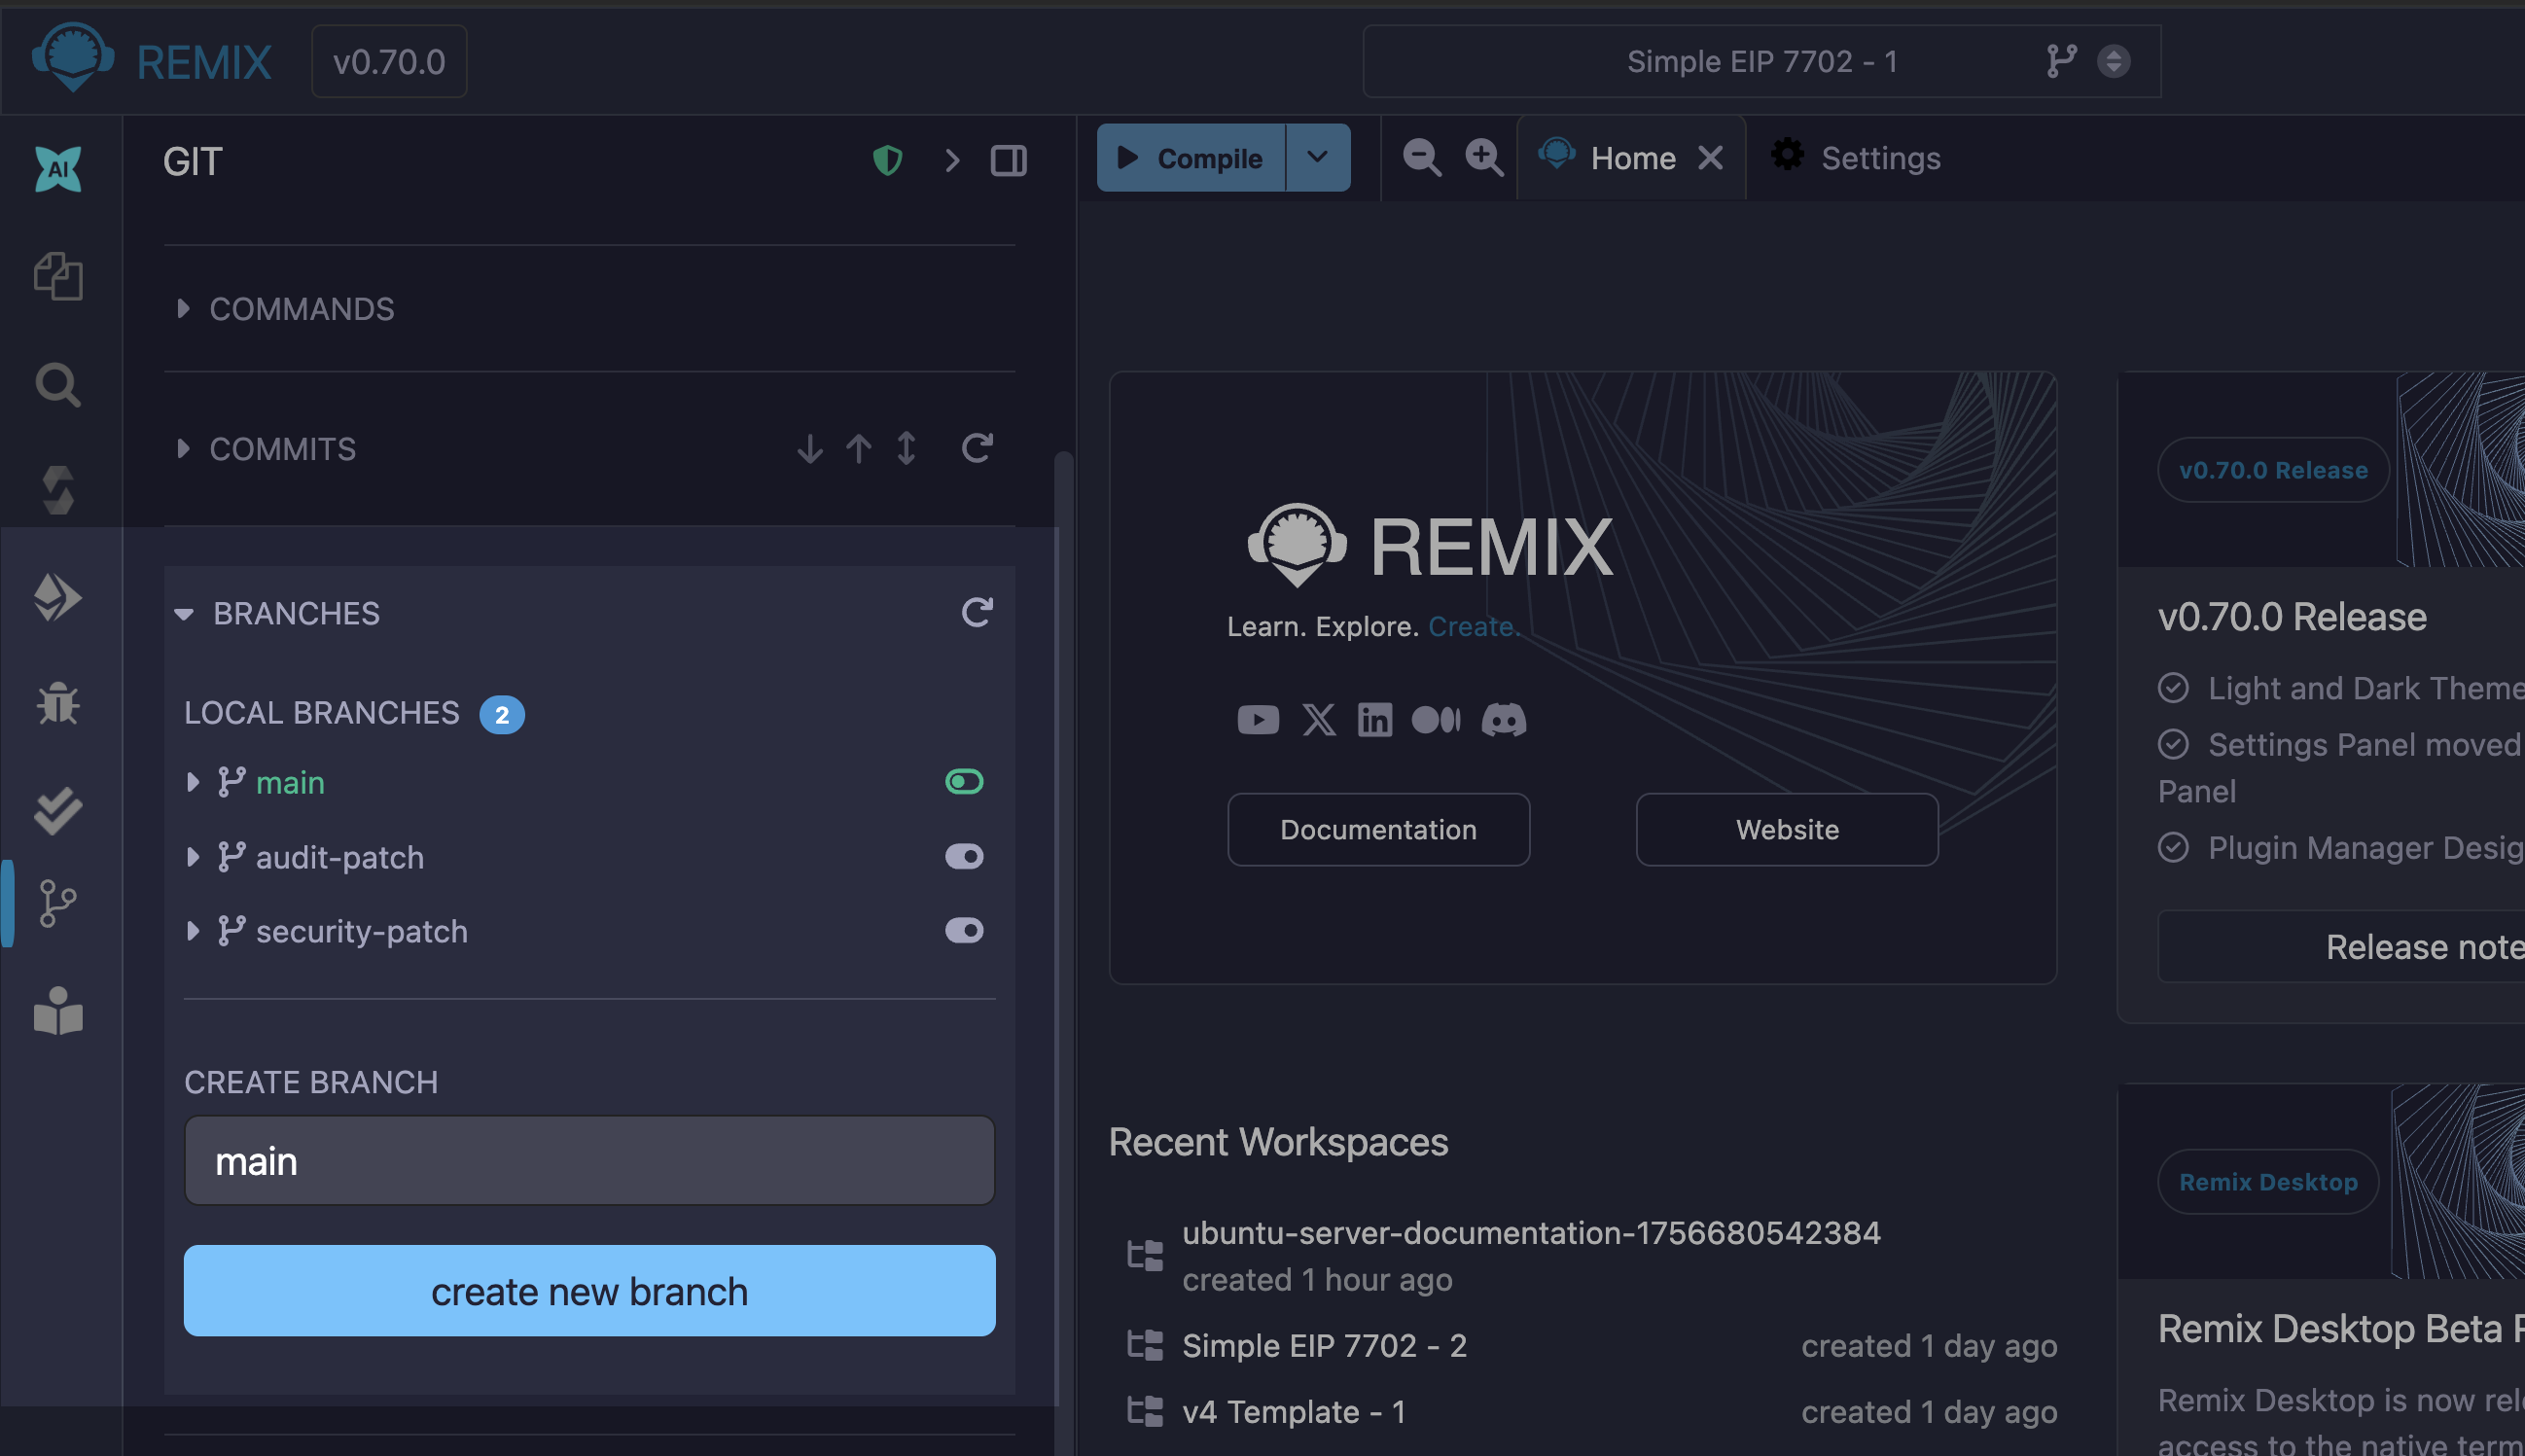 REMIX
v0.70.0
Simple EIP 7702 - 1
AI
GIT
COMMANDS
COMMITS
BRANCHES
LOCAL BRANCHES 2
main
audit-patch
security-patch
CREATE BRANCH
main
create new branch
Compile
Home
Settings
REMIX
Learn. Explore. Create.
in
Documentation
Website
Recent Workspaces
ubuntu-server-documentation-1756680542384
created 1 hour ago
Simple EIP 7702 - 2
created 1 day ago
v4 Template - 1
created 1 day ago
v0.70.0 Release
v0.70.0 Release
Light and Dark Theme
Settings Panel moved
Panel
Plugin Manager Desig
Release note
Remix Desktop
Remix Desktop Beta
Remix Desktop is now rel
access to the native term